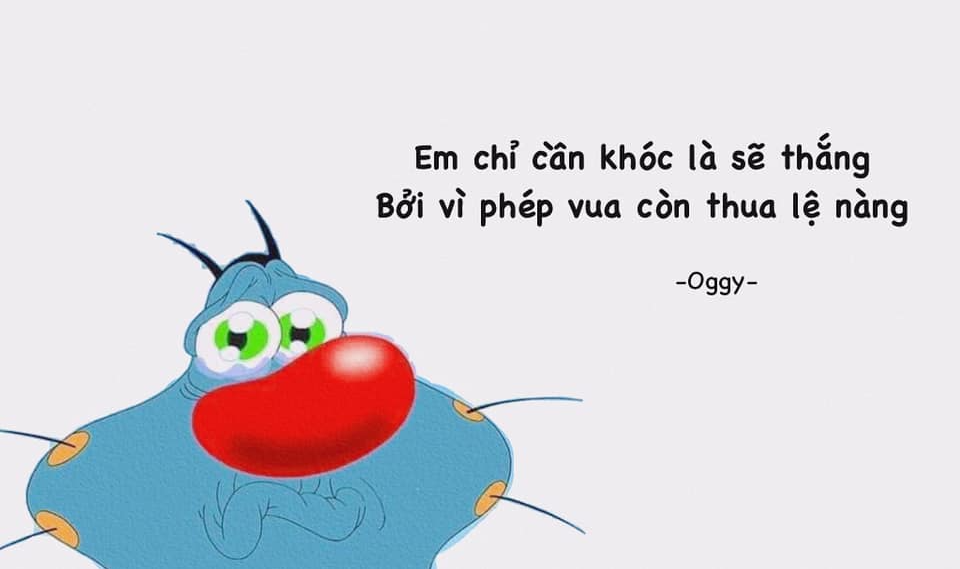 Em chỉ cần khóc là sẽ thắng
Bởi vì phép vua còn thua lệ nàng
-Oggy-